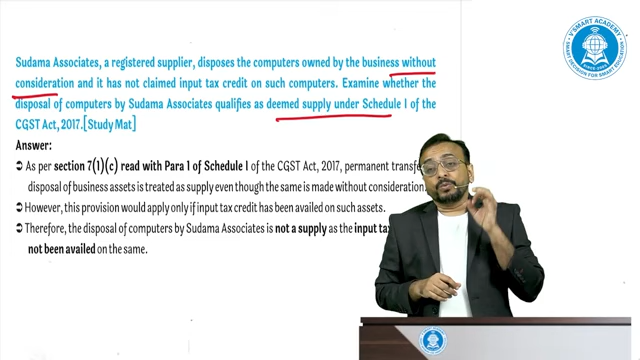 V SMART ACADEMY
SMART DECISION FOR SMART EDUCATION
Sudama Associates, a registered supplier, disposes the computers owned by the business without
consideration and it has not claimed input tax credit on such computers. Examine whether the
disposal of computers by Sudama Associates qualifies as deemed supply under Schedule I of the
CGST Act, 2017.[Study Mat]
Answer:
➲ As per section 7(1)(c) read with Para 1 of Schedule I of the CGST Act, 2017, permanent transfer
disposal of business assets is treated as supply even though the same is made without consideration.
➲ However, this provision would apply only if input tax credit has been availed on such assets.
➲ Therefore, the disposal of computers by Sudama Associates is not a supply as the input tax
not been availed on the same.